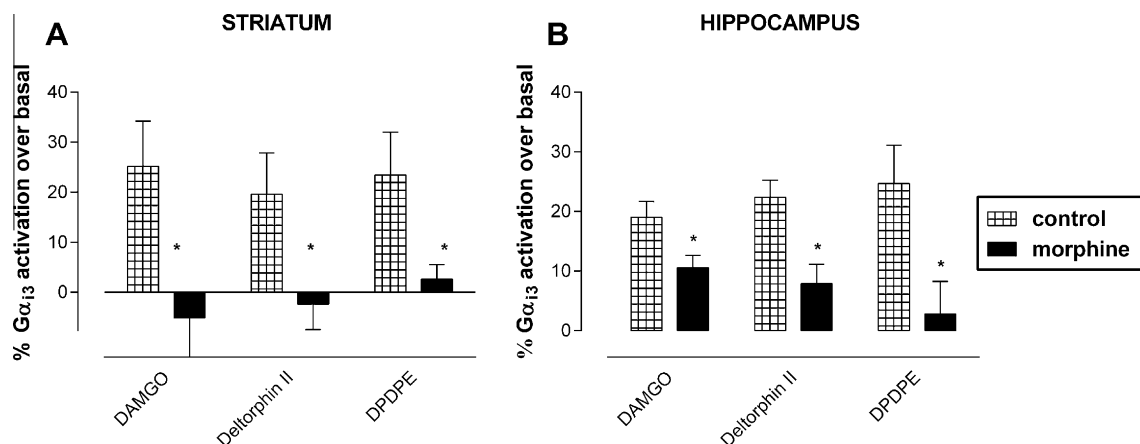 A
STRIATUM
% Gαi3 activation over basal
40
30
20
10
0
*
*
*
DAMGO
Deltorphin II
DPDPE
B
HIPPOCAMPUS
% Gαi3 activation over basal
40
30
20
10
0
*
*
*
DAMGO
Deltorphin II
DPDPE
control
morphine